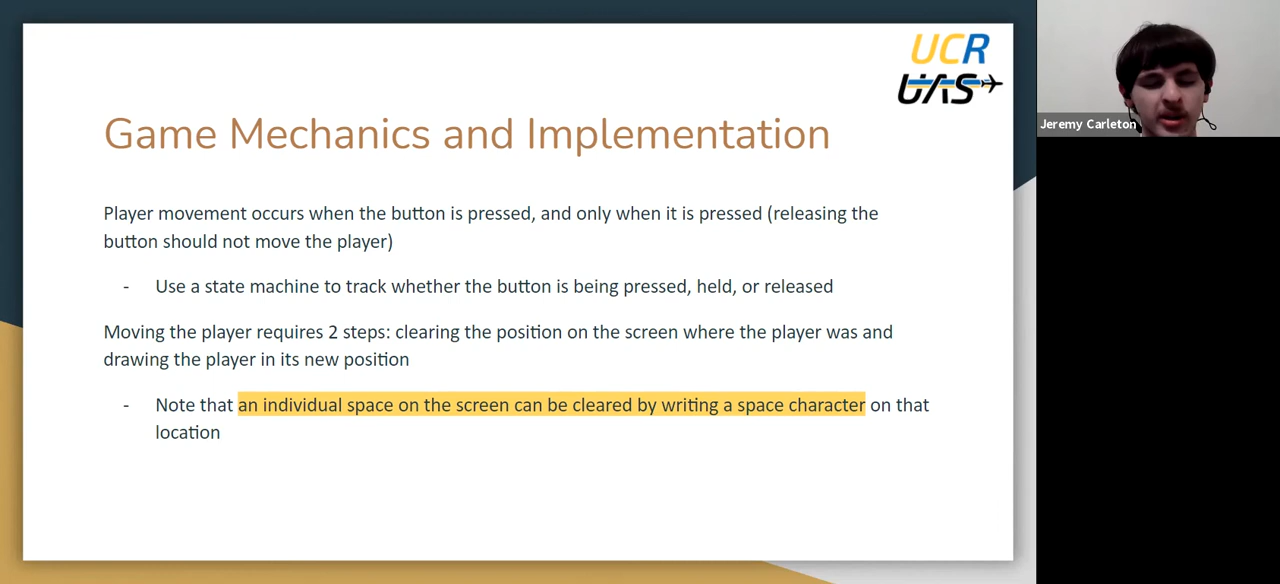 UCR
UAS
Jeremy Carleton
Game Mechanics and Implementation
Player movement occurs when the button is pressed, and only when it is pressed (releasing the
button should not move the player)
- Use a state machine to track whether the button is being pressed, held, or released
Moving the player requires 2 steps: clearing the position on the screen where the player was and
drawing the player in its new position
- Note that an individual space on the screen can be cleared by writing a space character on that
location